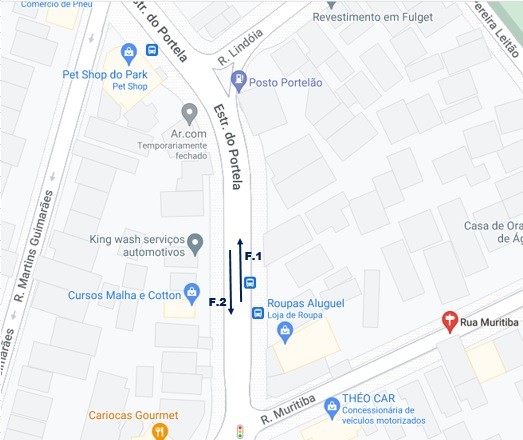 Comercio de Pneu
Estr. do Portela
R. Lindóia
Revestimento em Fulget
Pereira Leitão
Pet Shop do Park
Pet Shop
Posto Portelão
Estr. do Portela
Ar.com
Temporariamente
fechado
R. Martins Guimarães
King wash serviços
automotivos
F.1
Casa de Ora
de Ág
Cursos Malha e Cotton
F.2
Roupas Aluguel
Loja de Roupa
Rua Muritiba
R. Muritiba
THÉO CAR
Concessionária de
veículos motorizados
Cariocas Gourmet